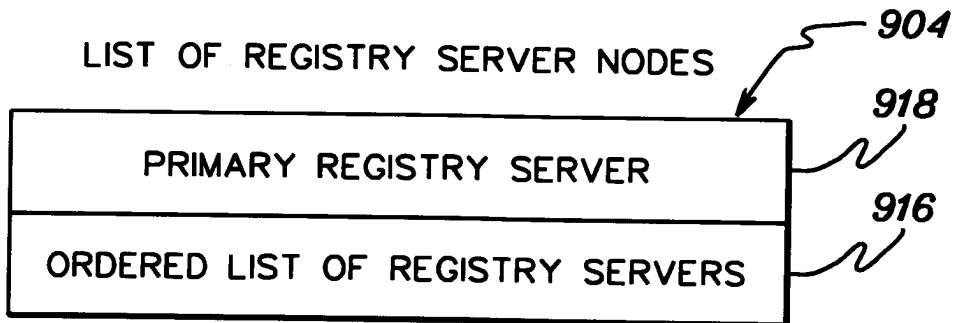 904
LIST OF REGISTRY SERVER NODES
918
PRIMARY REGISTRY SERVER
916
ORDERED LIST OF REGISTRY SERVERS